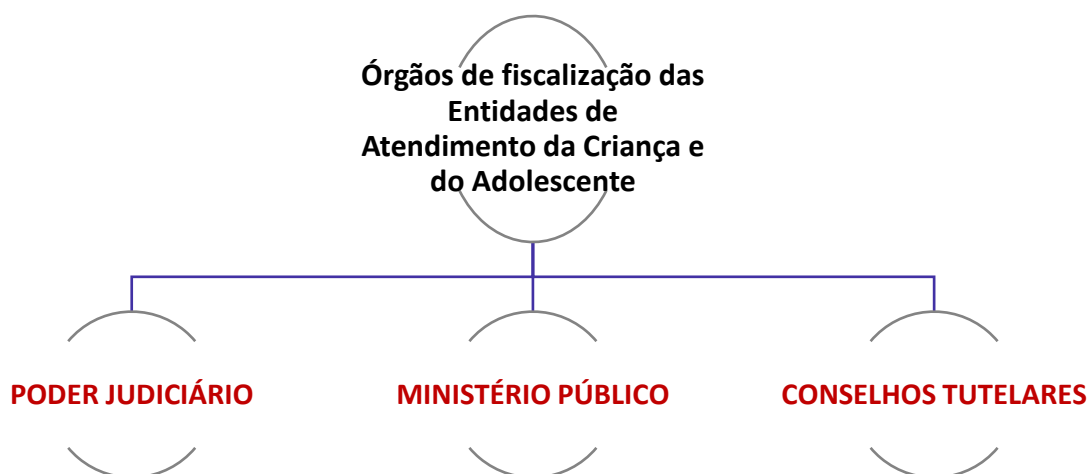 Órgãos de fiscalização das
Entidades de
Atendimento da Criança e
do Adolescente
PODER JUDICIÁRIO
MINISTÉRIO PÚBLICO
CONSELHOS TUTELARES